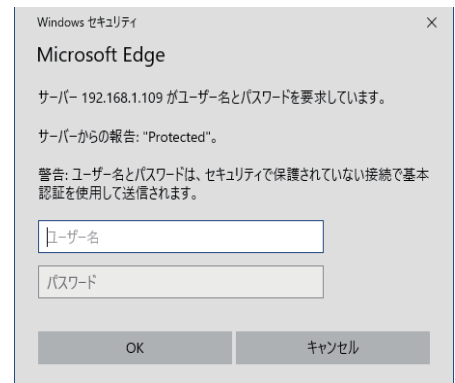 Windows セキュリティ
Microsoft Edge
サーバー 192.168.1.109 がユーザー名とパスワードを要求しています。
サーバーからの報告: "Protected"。
警告: ユーザー名とパスワードは、セキュリティで保護されていない接続で基本
認証を使用して送信されます。
ユーザー名
パスワード
OK キャンセル